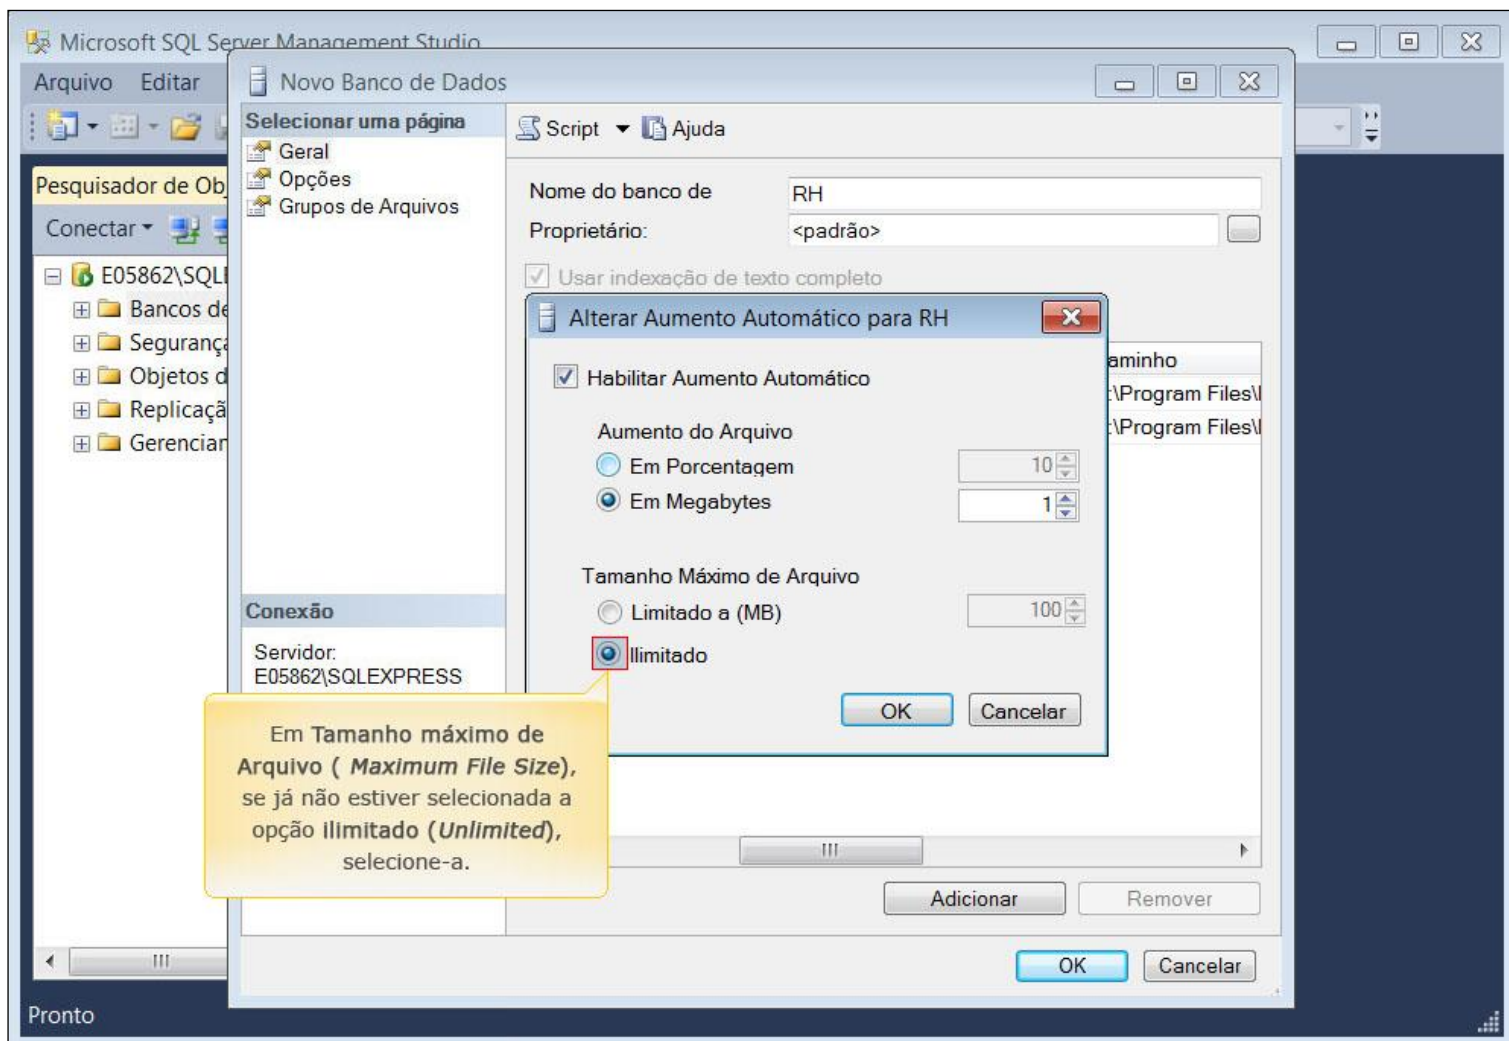 Microsoft SQL Server Management Studio
Arquivo Editar
Novo Banco de Dados
Selecionar uma página
Geral
Opções
Grupos de Arquivos
Script Ajuda
Pesquisador de Obj
Conectar
E05862\SQLE
Bancos de
Segurança
Objetos d
Replicaçã
Gerenciar
Nome do banco de RH
Proprietário: <padrão>
Usar indexação de texto completo
Alterar Aumento Automático para RH
Habilitar Aumento Automático
Aumento do Arquivo
Em Porcentagem 10
Em Megabytes 1
Tamanho Máximo de Arquivo
Limitado a (MB) 100
Ilimitado
OK Cancelar
aminho
:\Program Files\
:\Program Files\
Conexão
Servidor:
E05862\SQLEXPRESS
Em Tamanho máximo de
Arquivo ( Maximum File Size),
se já não estiver selecionada a
opção ilimitado (Unlimited),
selecione-a.
Adicionar Remover
OK Cancelar
Pronto